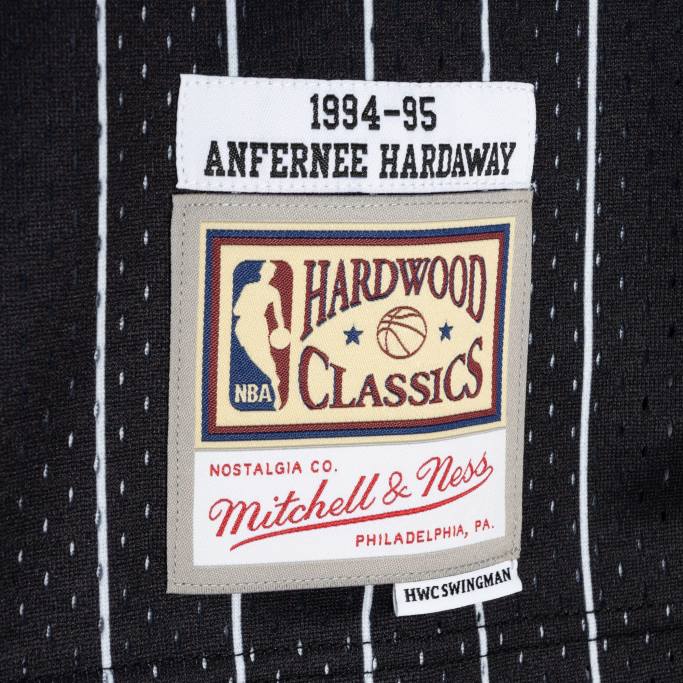 1994-95
ANFERNEE HARDAWAY
HARDWOOD
CLASSICS
NBA
NOSTALGIA CO.
Mitchell & Ness
PHILADELPHIA, PA.
HWC SWINGMAN